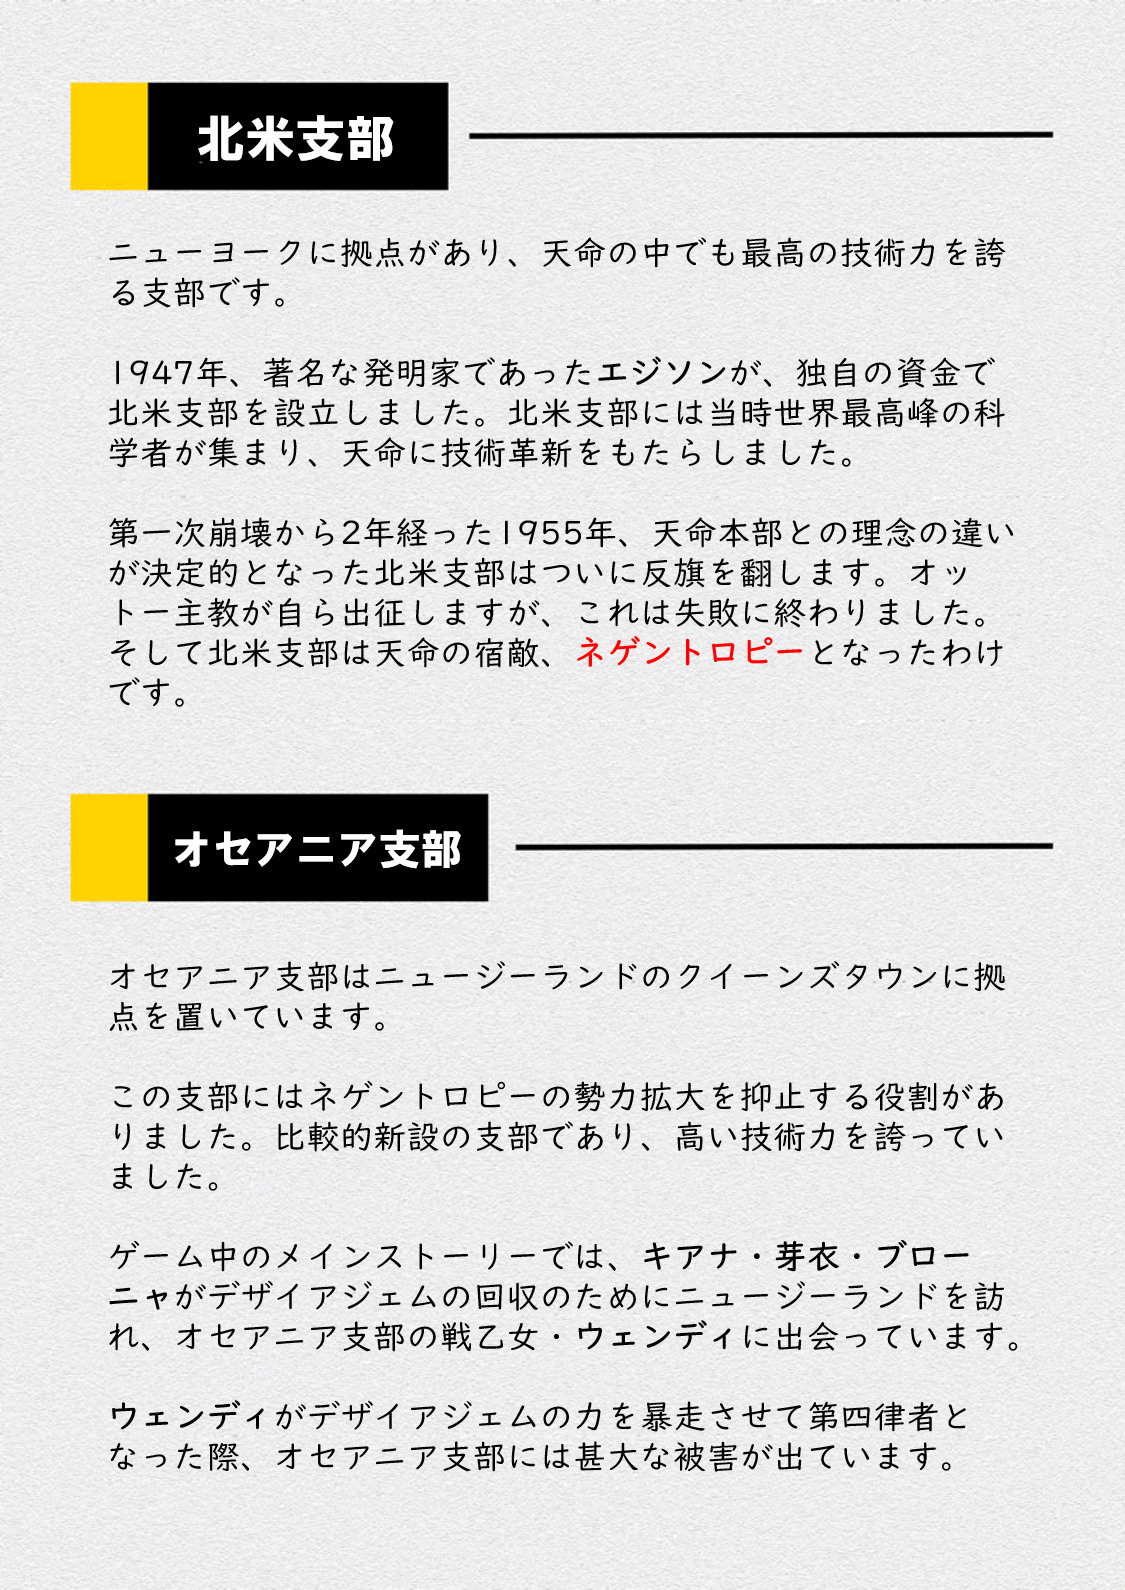 北米支部
ニューヨークに拠点があり、天命の中でも最高の技術力を誇
る支部です。
1947年、著名な発明家であったエジソンが、独自の資金で
北米支部を設立しました。北米支部には当時世界最高峰の科
学者が集まり、天命に技術革新をもたらしました。
第一次崩壊から2年経った1955年、天命本部との理念の違い
が決定的となった北米支部はついに反旗を翻します。オッ
トー主教が自ら出征しますが、これは失敗に終わりました。
そして北米支部は天命の宿敵、ネゲントロピーとなったわけ
です。
オセアニア支部
オセアニア支部はニュージーランドのクイーンズタウンに拠
点を置いています。
この支部にはネゲントロピーの勢力拡大を抑止する役割があ
りました。比較的新設の支部であり、高い技術力を誇ってい
ました。
ゲーム中のメインストーリーでは、キアナ・芽衣・ブロー
ニャがデザイアジェムの回収のためにニュージーランドを訪
れ、オセアニア支部の戦乙女・ウェンディに出会っています。
ウェンディがデザイアジェムの力を暴走させて第四律者と
なった際、オセアニア支部には甚大な被害が出ています。